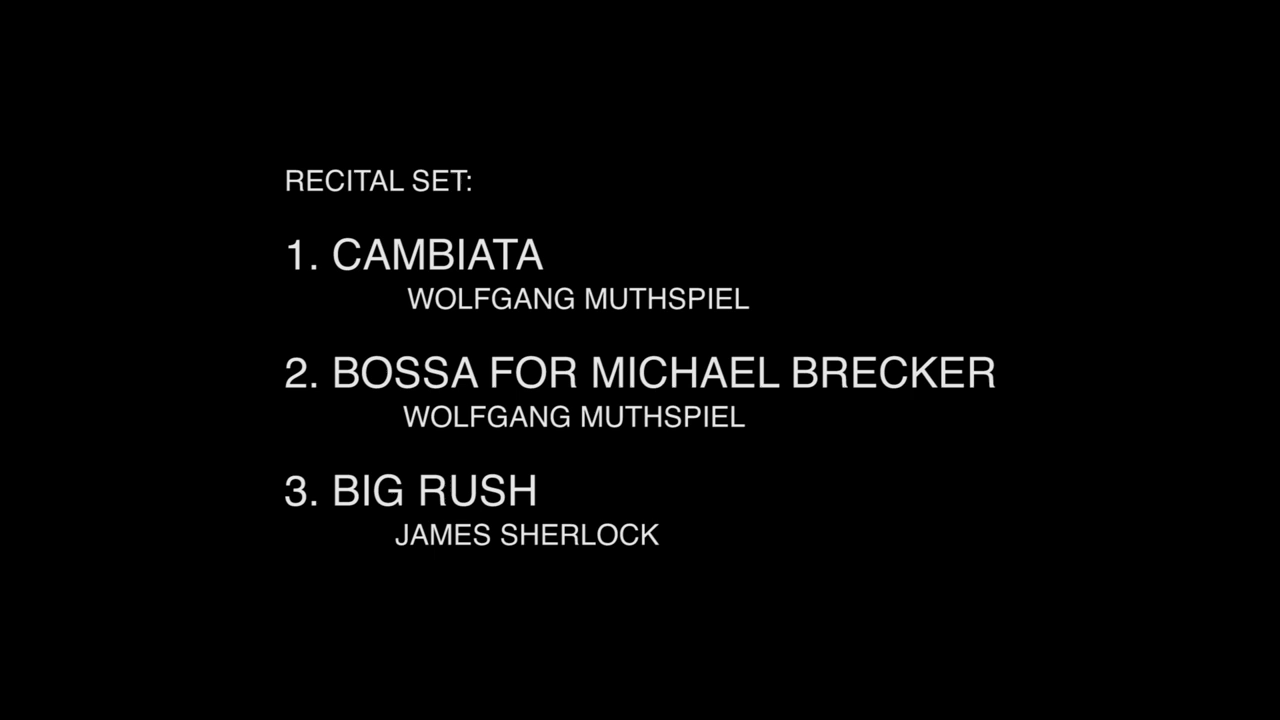 RECITAL SET:
1. CAMBIATA
WOLFGANG MUTHSPIEL
2. BOSSA FOR MICHAEL BRECKER
WOLFGANG MUTHSPIEL
3. BIG RUSH
JAMES SHERLOCK